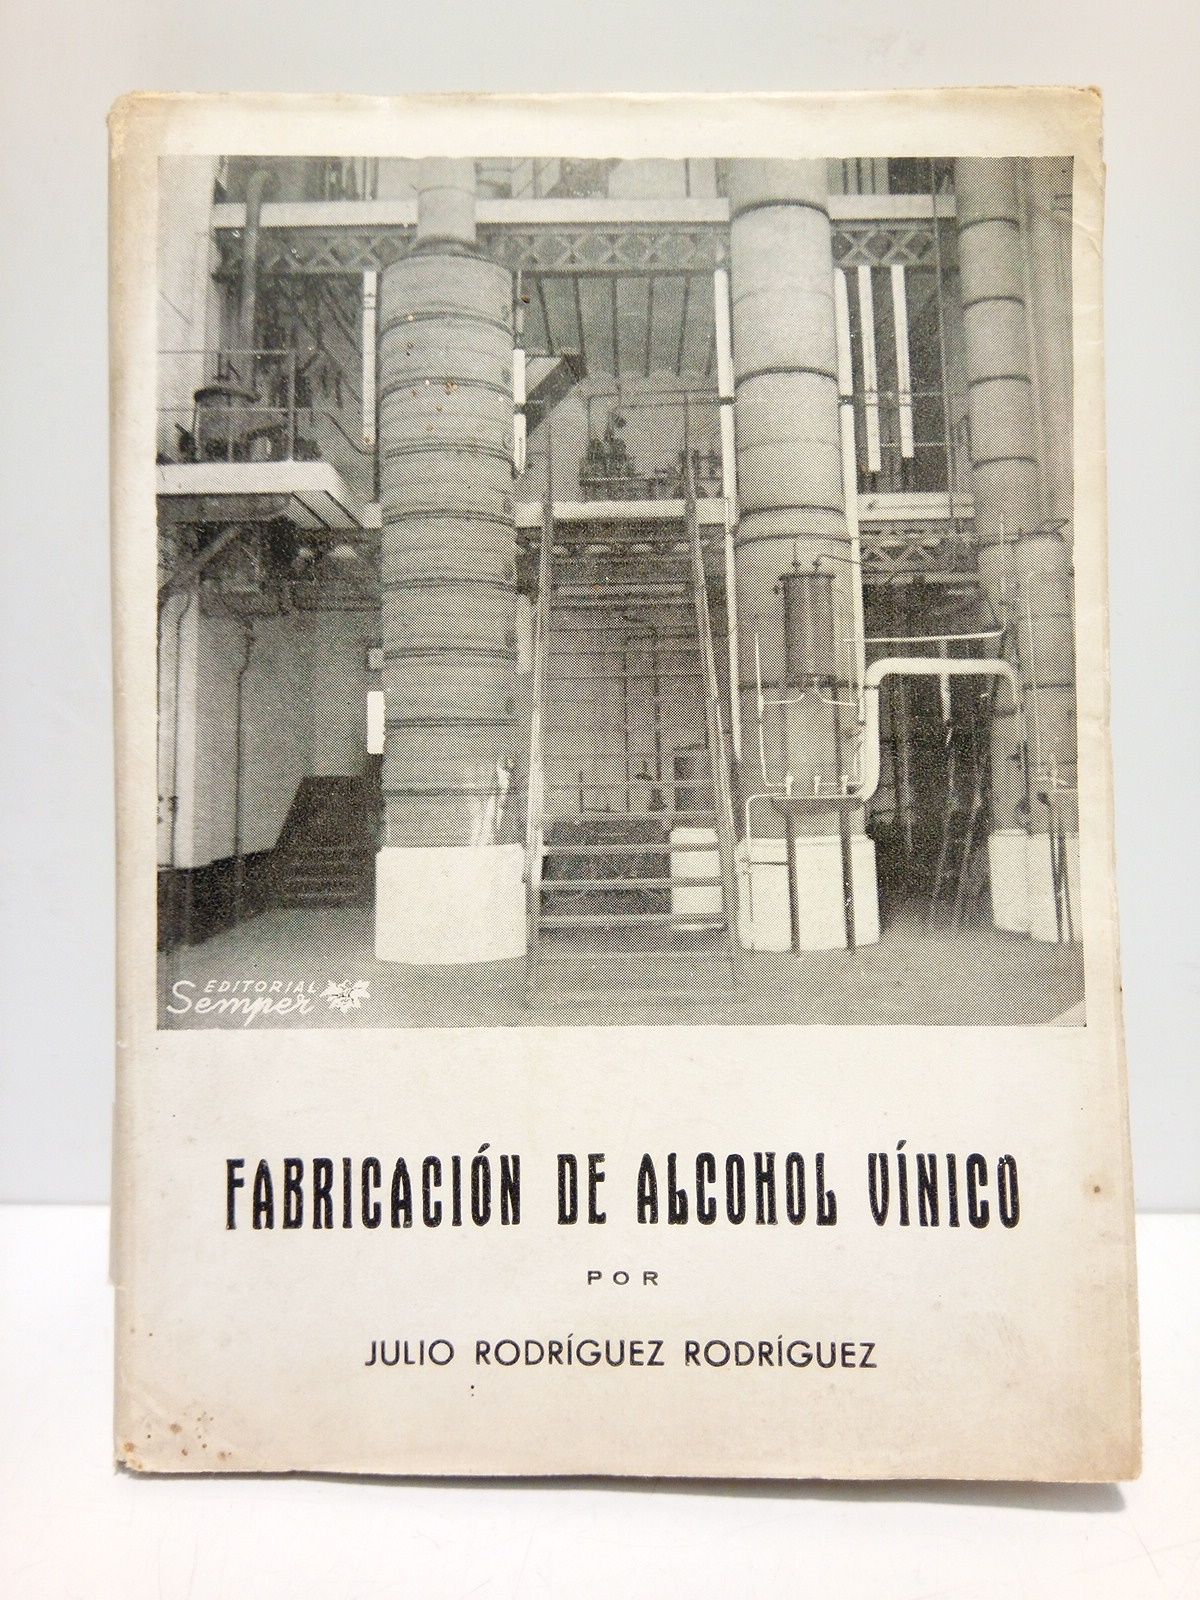 EDITORIAL
Semper
FABRICACIÓN DE ALCOHOL VÍNICO
POR
JULIO RODRÍGUEZ RODRÍGUEZ